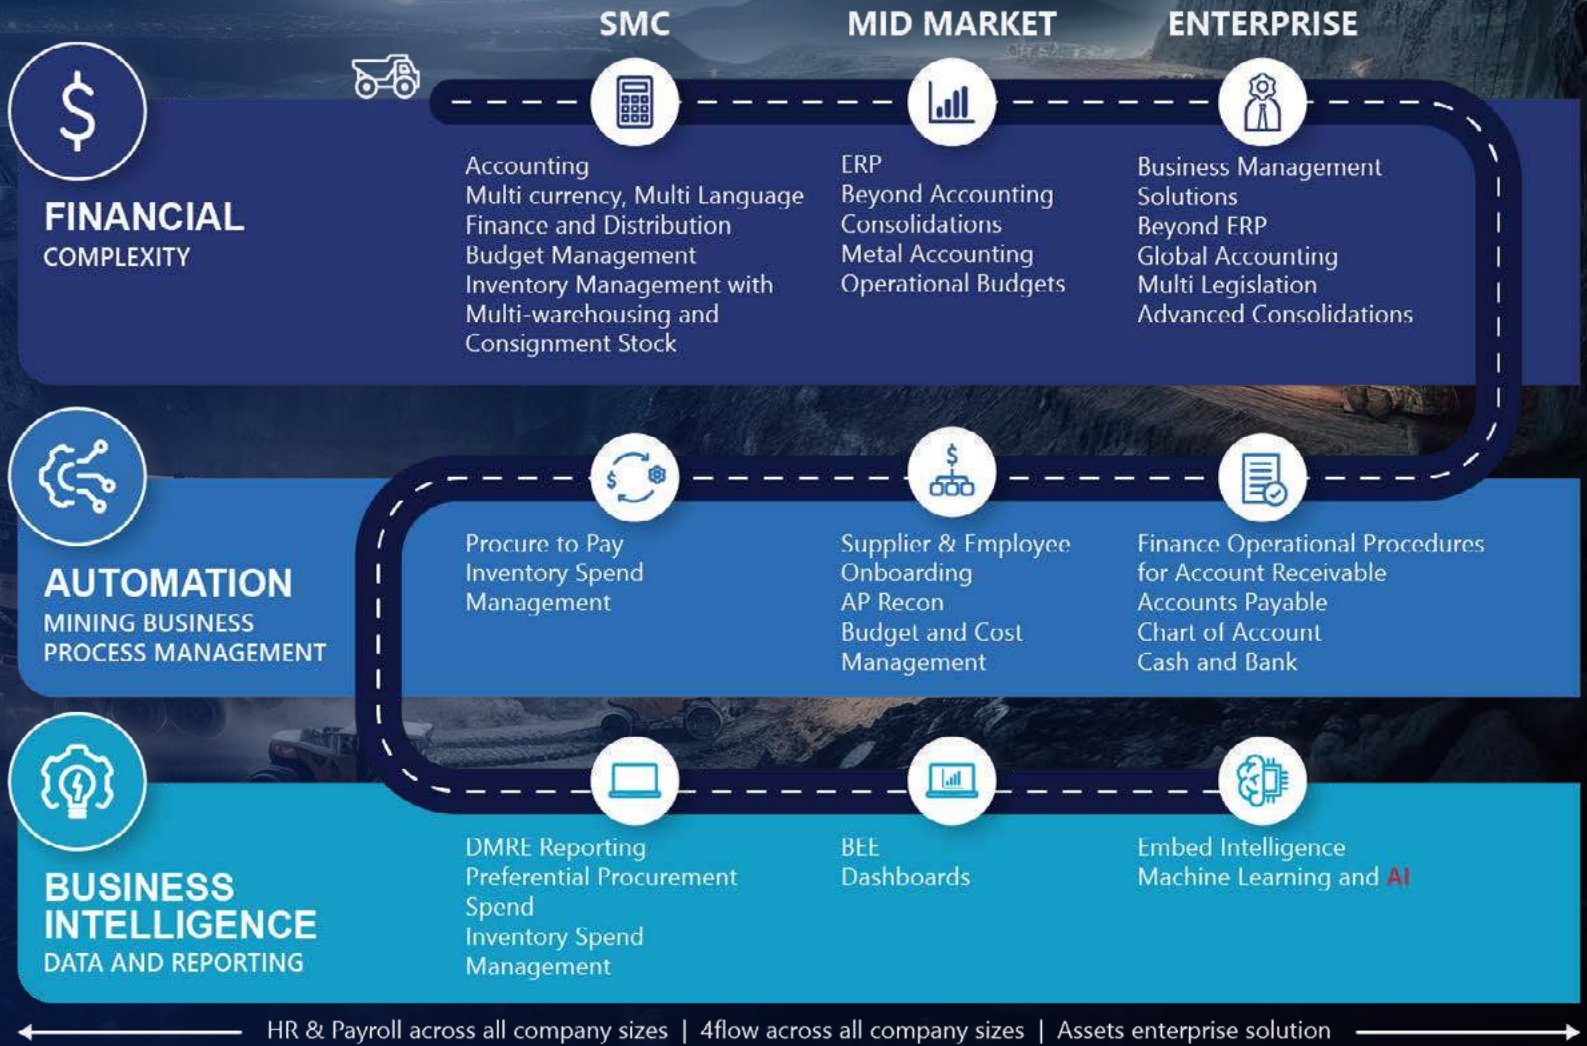 SMC
MID MARKET
ENTERPRISE
$
FINANCIAL
COMPLEXITY
Accounting
Multi currency, Multi Language
Finance and Distribution
Budget Management
Inventory Management with
Multi-warehousing and
Consignment Stock
ERP
Beyond Accounting
Consolidations
Metal Accounting
Operational Budgets
Business Management
Solutions
Beyond ERP
Global Accounting
Multi Legislation
Advanced Consolidations
$
$
AUTOMATION
MINING BUSINESS
PROCESS MANAGEMENT
Procure to Pay
Inventory Spend
Management
Supplier & Employee
Onboarding
AP Recon
Budget and Cost
Management
Finance Operational Procedures
for Account Receivable
Accounts Payable
Chart of Account
Cash and Bank
BUSINESS
INTELLIGENCE
DATA AND REPORTING
DMRE Reporting
Preferential Procurement
Spend
Inventory Spend
Management
BEE
Dashboards
Embed Intelligence
Machine Learning and AI
HR & Payroll across all company sizes | 4flow across all company sizes | Assets enterprise solution